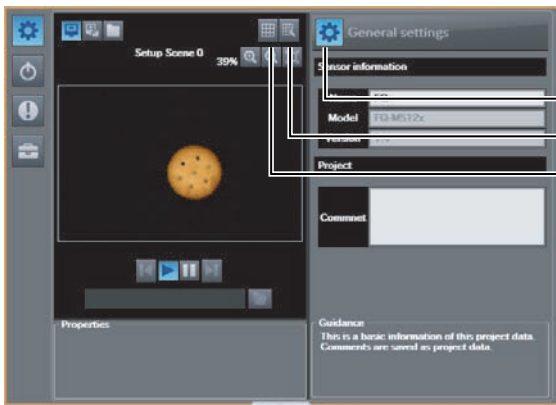 General settings
Setup Scene 0
39%
Sensor information
Model
FQ-MS12x
Project
Commnet
Properties
Guidance
This is a basic information of this project data.
Comments are saved as project data.